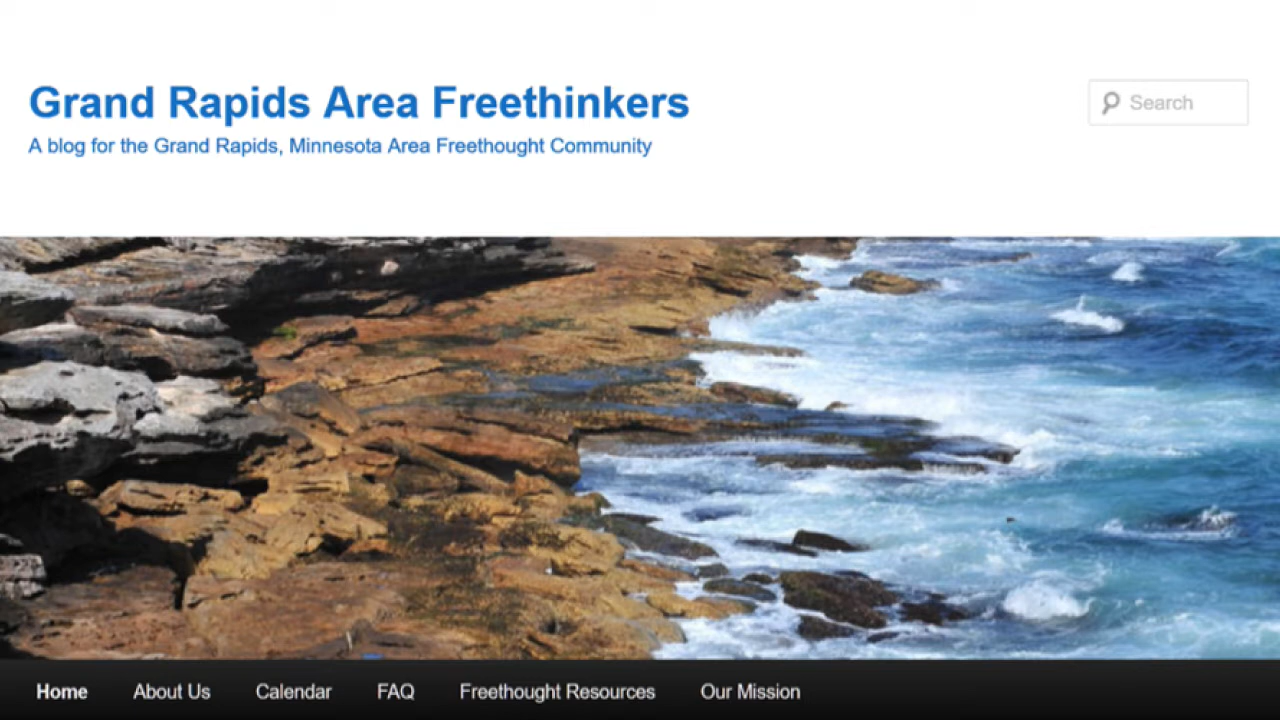 Grand Rapids Area Freethinkers
Search
A blog for the Grand Rapids, Minnesota Area Freethought Community
Home About Us Calendar FAQ Freethought Resources Our Mission